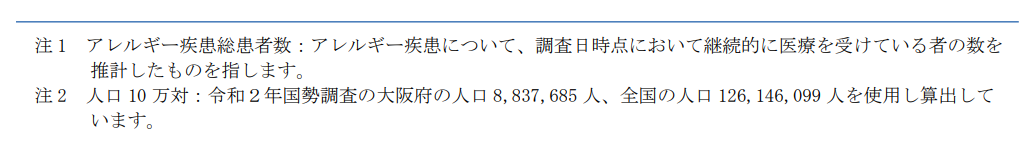 注１　アレルギー疾患総患者数：アレルギー疾患について、調査日時点において継続的に医療を受けている者の数を
推計したものを指します。
注２　人口 10 万対：令和２年国勢調査の大阪府の人口 8,837,685 人、全国の人口 126,146,099 人を使用し算出して
います。